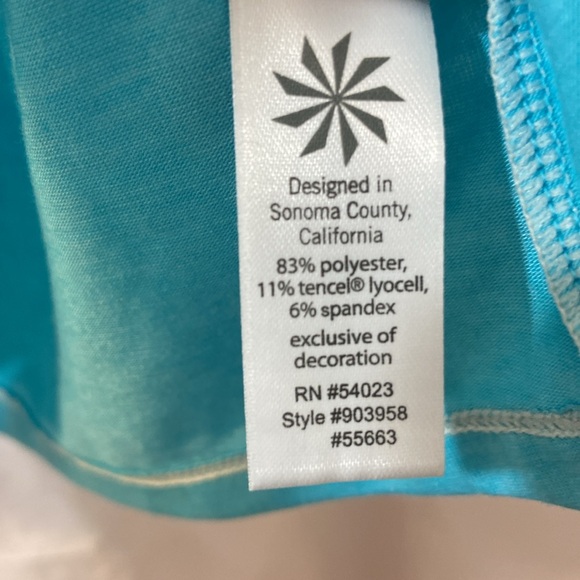 Designed in
Sonoma County,
California
83% polyester,
11% tencel® lyocell,
6% spandex
exclusive of
decoration
RN #54023
Style #903958
#55663